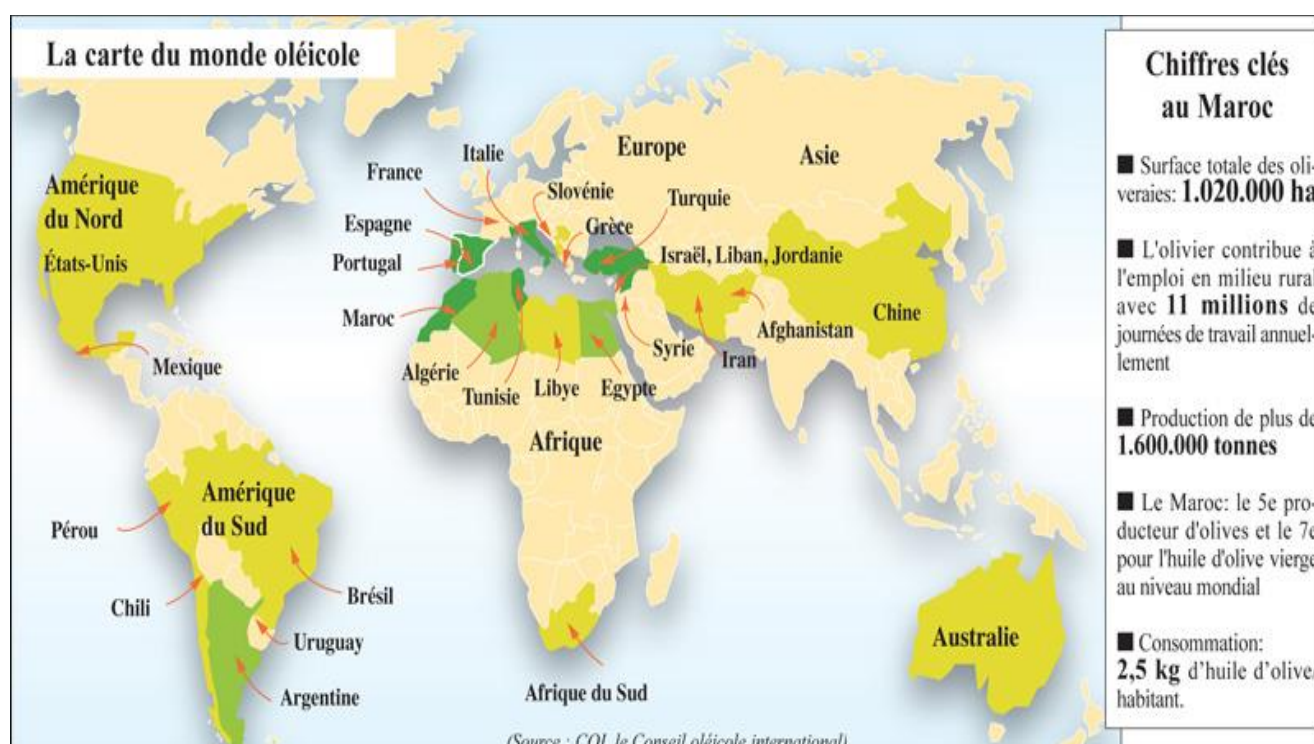 La carte du monde oléicole
Amérique
du Nord
États-Unis
Mexique
Pérou
Amérique
du Sud
Chili
Brésil
Uruguay
Argentine
Italie
France
Espagne
Portugal
Maroc
Algérie
Tunisie
Libye
Egypte
Afrique
Afrique du Sud
Europe
Asie
Slovénie
Turquie
Grèce
Israël, Liban, Jordanie
Syrie
Iran
Afghanistan
Chine
Australie
(Source : COI, le Conseil oléicole international)
Chiffres clés
au Maroc
■ Surface totale des oli-
veraies: 1.020.000 ha
■ L'olivier contribue à
l'emploi en milieu rural
avec 11 millions de
journées de travail annuel-
lement
■ Production de plus de
1.600.000 tonnes
■ Le Maroc: le 5e pro-
ducteur d'olives et le 7e
pour l'huile d'olive vierge
au niveau mondial
■ Consommation:
2,5 kg d'huile d'olive/
habitant.